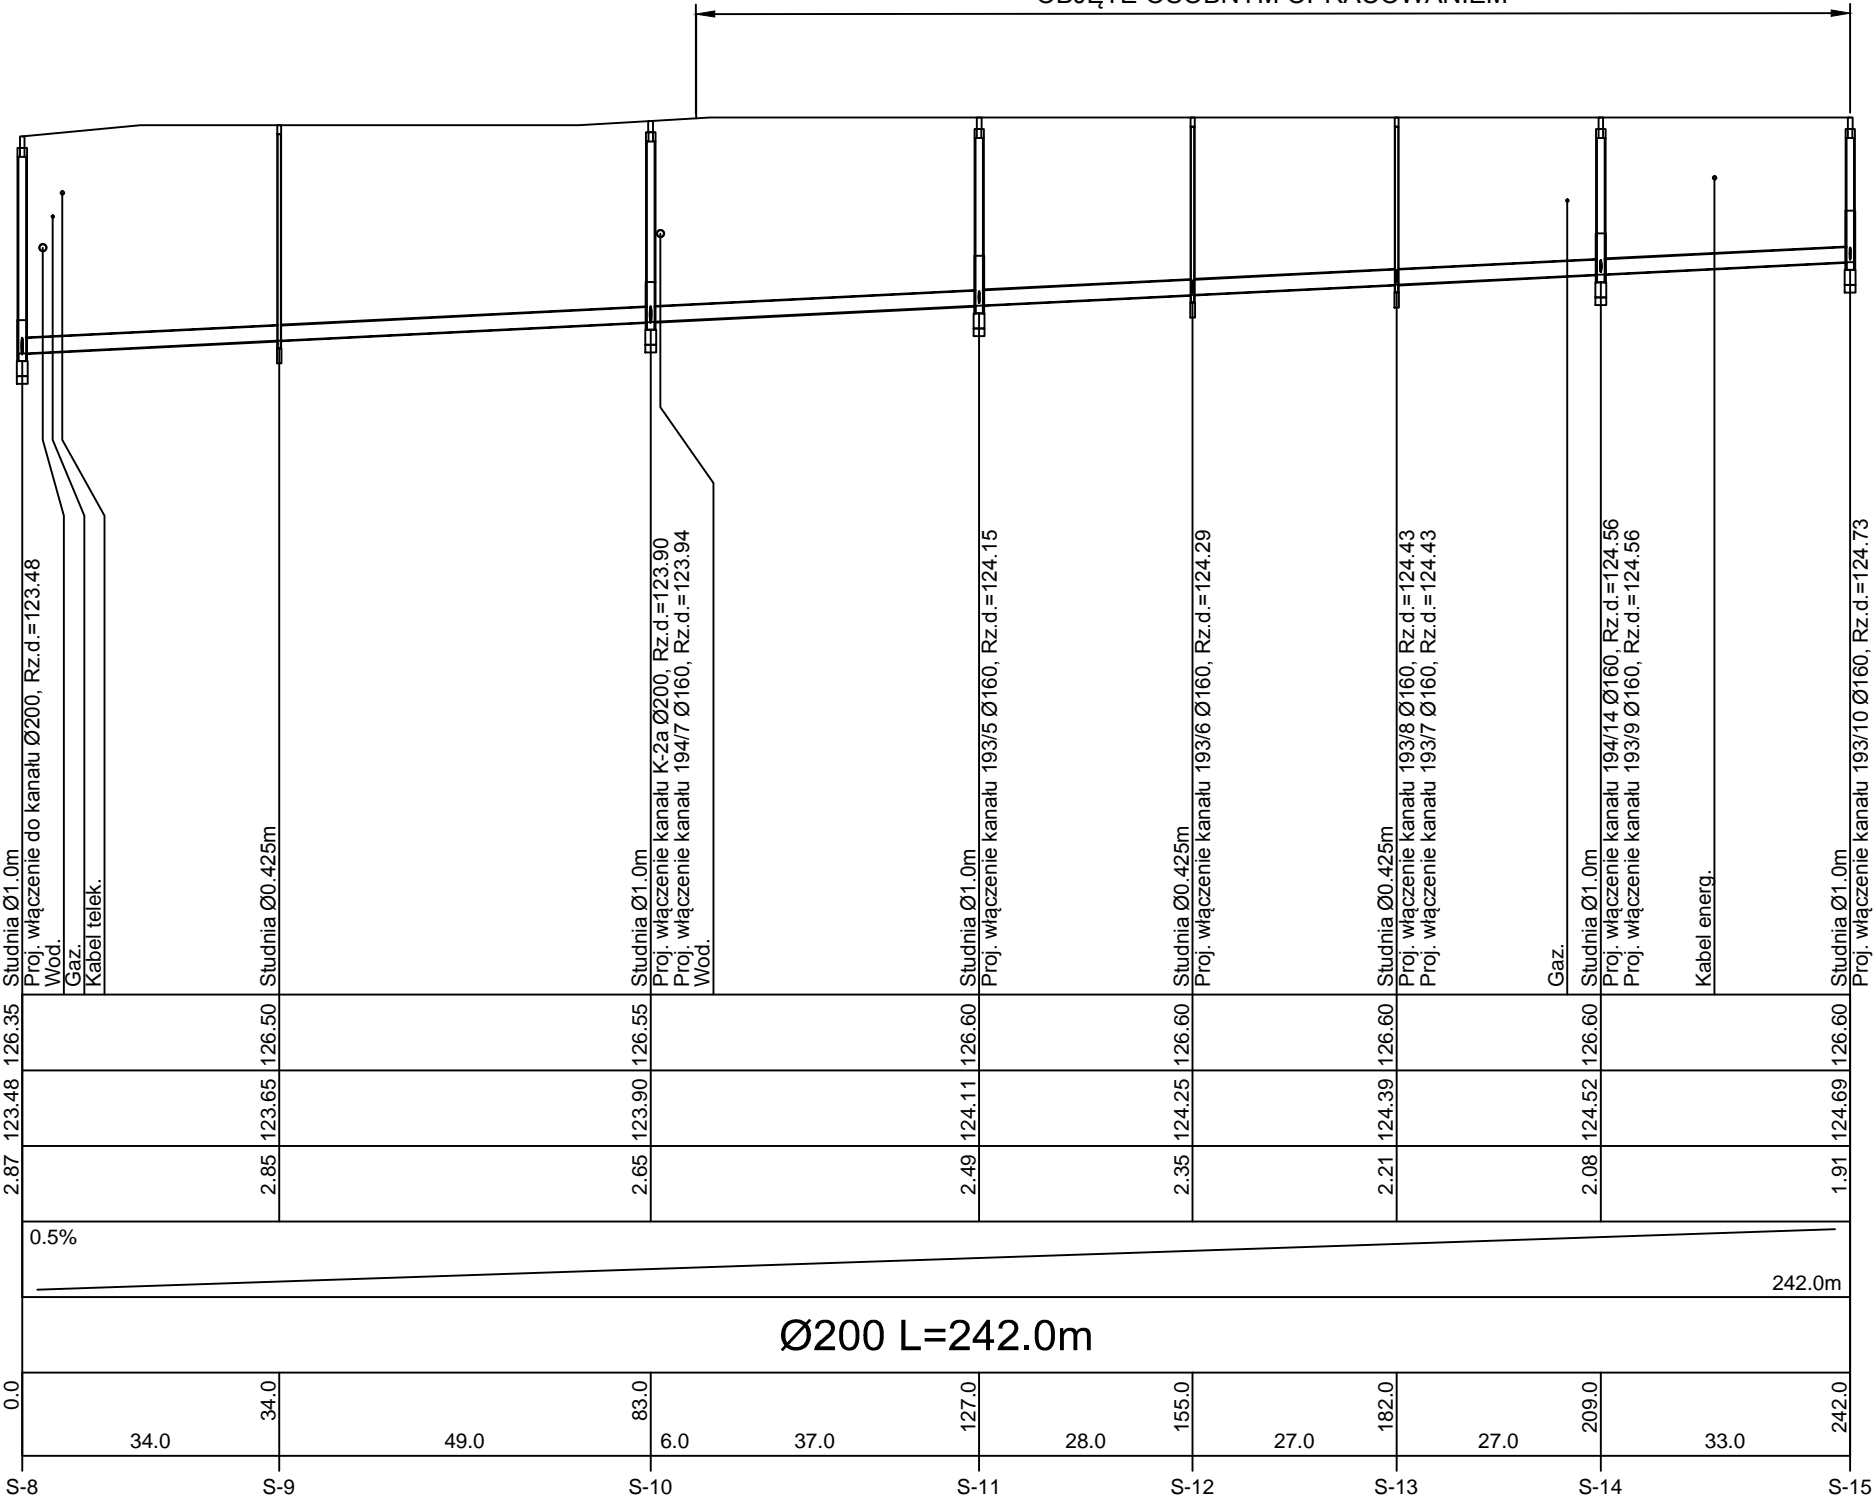 Studnia Ø1.0m
Proj. włączenie do kanału Ø200, Rz.d.=123.48
Wod.
Gaz.
Kabel telek.
Studnia Ø0.425m
Studnia Ø1.0m
Proj. włączenie kanału K-2a Ø200, Rz.d.=123.90
Proj. włączenie kanału 194/7 Ø160, Rz.d.=123.94
Wod.
Studnia Ø1.0m
Proj. włączenie kanału 193/5 Ø160, Rz.d.=124.15
Studnia Ø0.425m
Proj. włączenie kanału 193/6 Ø160, Rz.d.=124.29
Studnia Ø0.425m
Proj. włączenie kanału 193/8 Ø160, Rz.d.=124.43
Proj. włączenie kanału 193/7 Ø160, Rz.d.=124.43
Gaz.
Studnia Ø1.0m
Proj. włączenie kanału 194/14 Ø160, Rz.d.=124.56
Proj. włączenie kanału 193/9 Ø160, Rz.d.=124.56
Kabel energ.
Studnia Ø1.0m
Proj. włączenie kanału 193/10 Ø160, Rz.d.=124.73
126.35 126.50 126.55 126.60 126.60 126.60 126.60 126.60
123.48 123.65 123.90 124.11 124.25 124.39 124.52 124.69
2.87 2.85 2.65 2.49 2.35 2.21 2.08 1.91
0.5%
242.0m
Ø200 L=242.0m
0.0 34.0 83.0 127.0 155.0 182.0 209.0 242.0
34.0 49.0 6.0 37.0 28.0 27.0 27.0 33.0
S-8 S-9 S-10 S-11 S-12 S-13 S-14 S-15